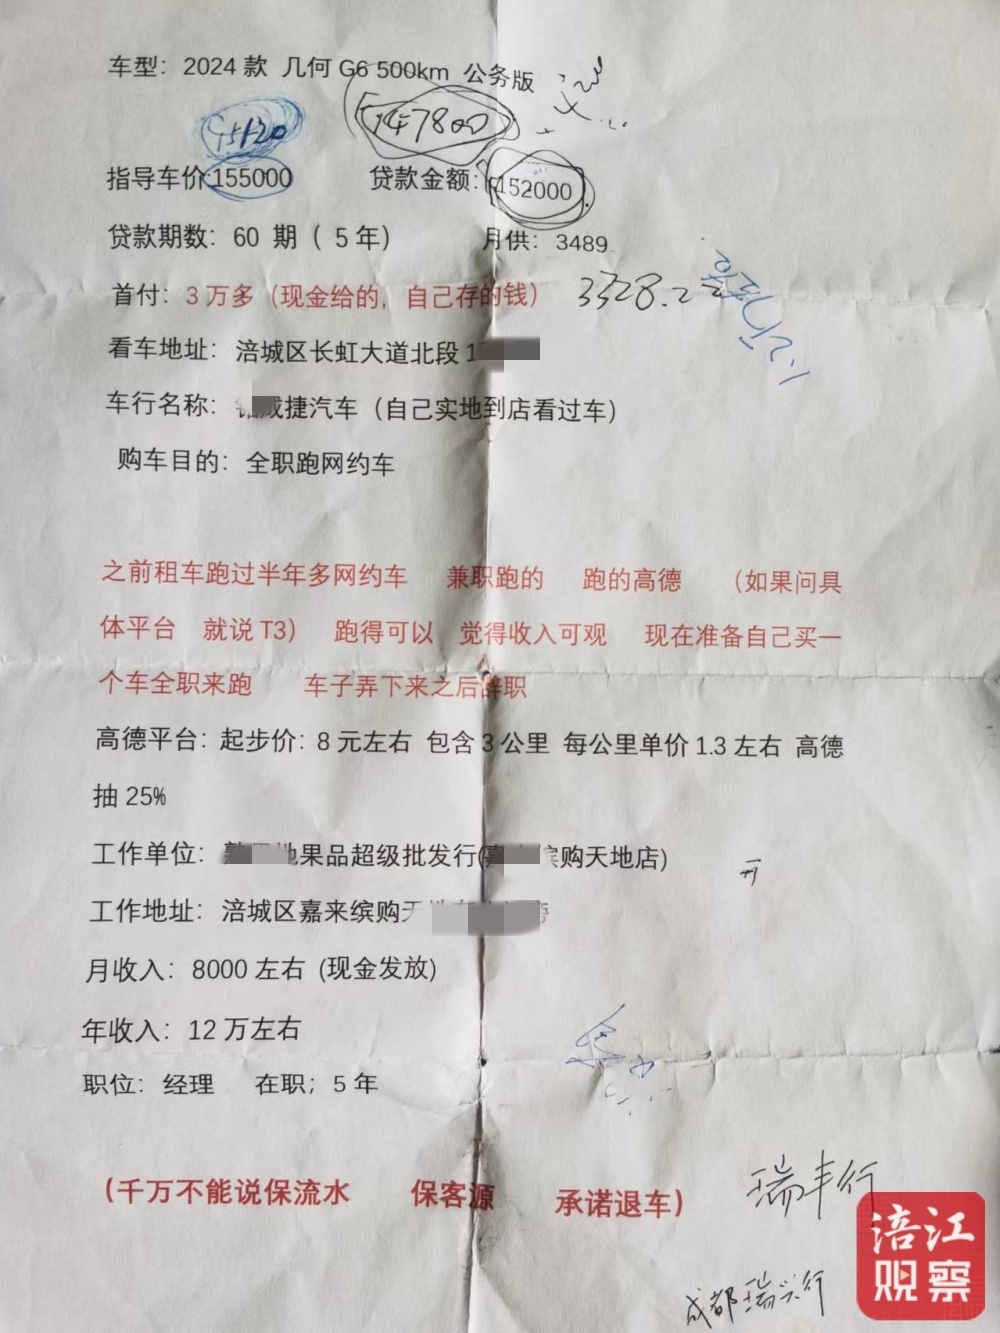 车型：2024 款 几何 G6 500km 公务版
147800
指导车价:155000 贷款金额：152000
贷款期数：60 期（ 5 年） 月供：3489
首付：3 万多（现金给的，自己存的钱） 3328.2
看车地址：涪城区长虹大道北段 1
车行名称： 捷汽车（自己实地到店看过车）
购车目的：全职跑网约车
之前租车跑过半年多网约车 兼职跑的 跑的高德 （如果问具
体平台 就说 T3） 跑得可以 觉得收入可观 现在准备自己买一
个车全职来跑 车子弄下来之后辞职
高德平台：起步价：8 元左右 包含 3 公里 每公里单价 1.3 左右 高德
抽 25%
工作单位： 果品超级批发行( 缤购天地店)
工作地址：涪城区嘉来缤购天
月收入：8000 左右 (现金发放)
年收入：12 万左右
职位：经理 在职；5 年
（千万不能说保流水 保客源 承诺退车）
瑞丰行
成都瑞兴行
涪江
观察